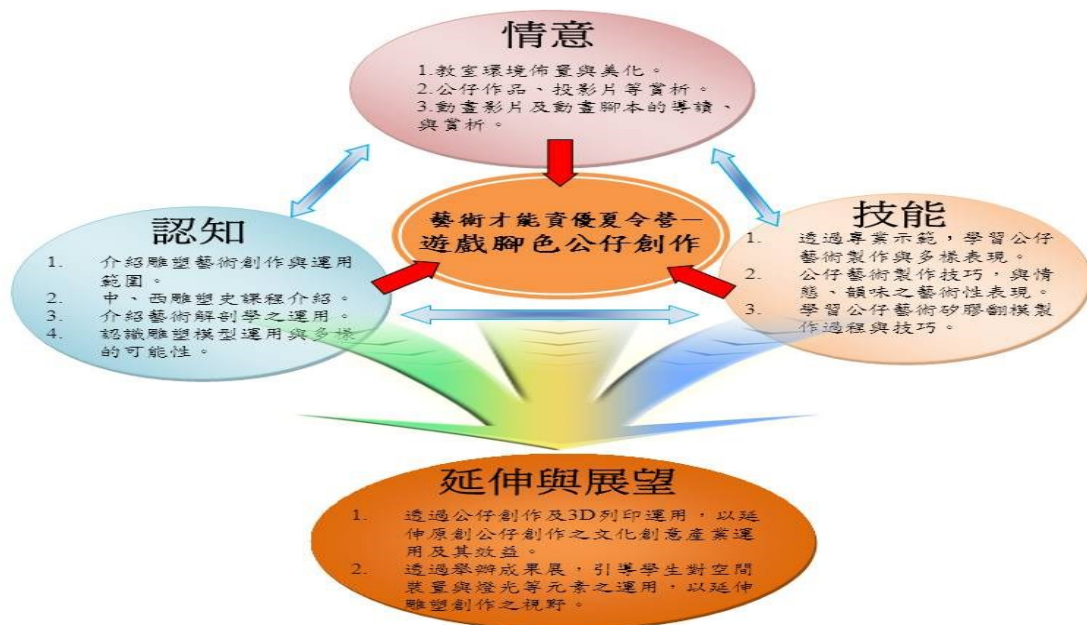 情意
1.教室環境佈置與美化。
2.公仔作品、投影片等賞析。
3.動畫影片及動畫腳本的導讀、
與賞析。
藝術才能資優夏令營—
遊戲腳色公仔創作
認知
1. 介紹雕塑藝術創作與運用
範圍。
2. 中、西雕塑史課程介紹。
3. 介紹藝術解剖學之運用。
4. 認識雕塑模型運用與多樣
的可能性。
技能
1. 透過專業示範，學習公仔
藝術製作與多樣表現。
2. 公仔藝術製作技巧，與情
態、韻味之藝術性表現。
3. 學習公仔藝術矽膠翻模製
作過程與技巧。
延伸與展望
1. 透過公仔創作及3D列印運用，以延
伸原創公仔創作之文化創意產業運
用及其效益。
2. 透過舉辦成果展，引導學生對空間
裝置與燈光等元素之運用，以延伸
雕塑創作之視野。